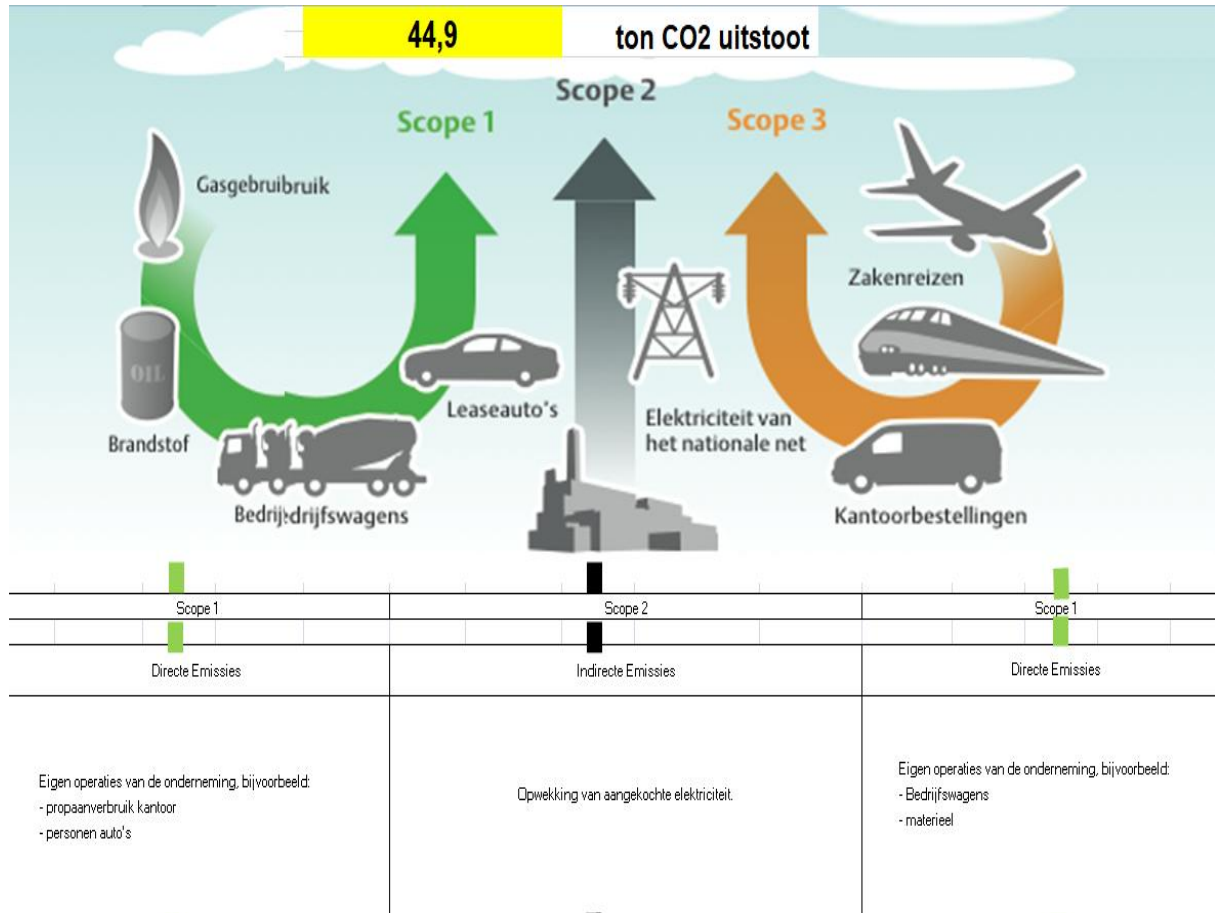 44,9 ton CO2 uitstoot
Scope 2
Scope 1
Scope 3
Gasgebruibruik
Zakenreizen
OIL
Leaseauto's
Elektriciteit van
het nationale net
Brandstof
Bedrijfsdrijfswagens
Kantoorbestellingen
Scope 1
Scope 2
Scope 1
Directe Emissies
Indirecte Emissies
Directe Emissies
Eigen operaties van de onderneming, bijvoorbeeld:
- propaanverbruik kantoor
- personen auto's
Opwekking van aangekochte elektriciteit.
Eigen operaties van de onderneming, bijvoorbeeld:
- Bedrijfswagens
- materieel